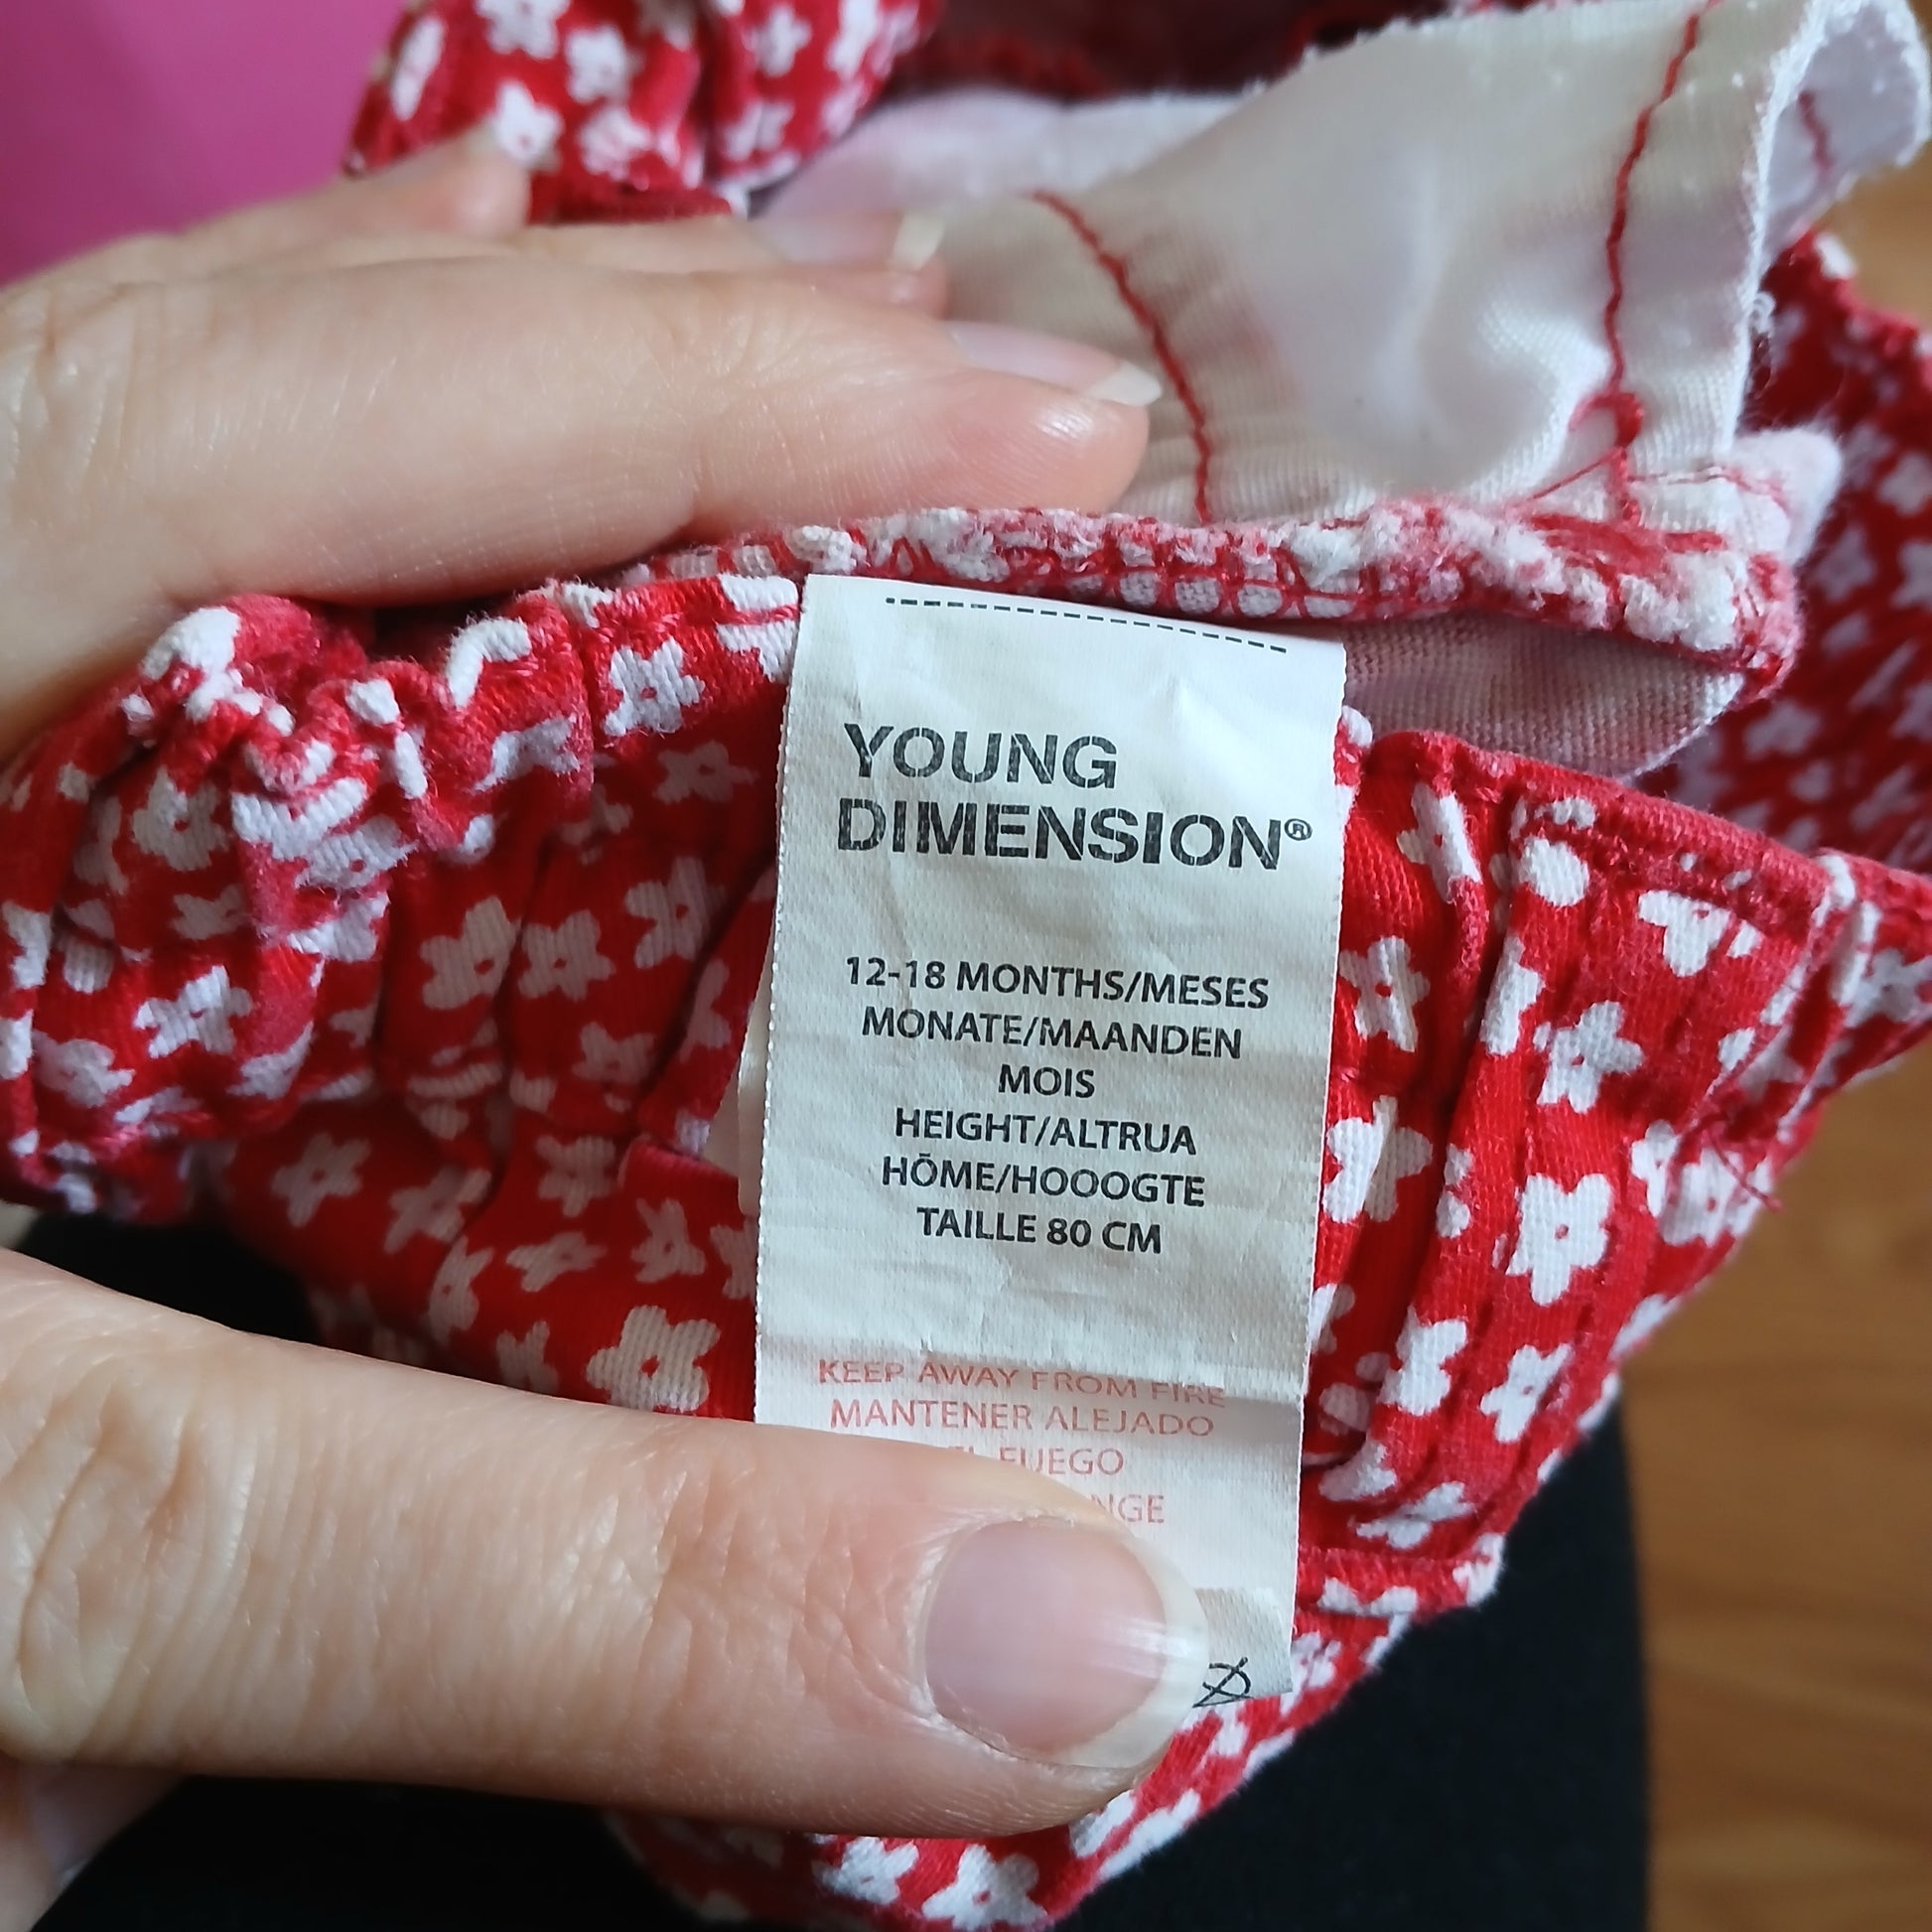 YOUNG
DIMENSION®
12-18 MONTHS/MESES
MONATE/MAANDEN
MOIS
HEIGHT/ALTRUA
HÖME/HOOOGTE
TAILLE 80 CM
KEEP AWAY FROM FIRE
MANTENER ALEJADO
FUEGO